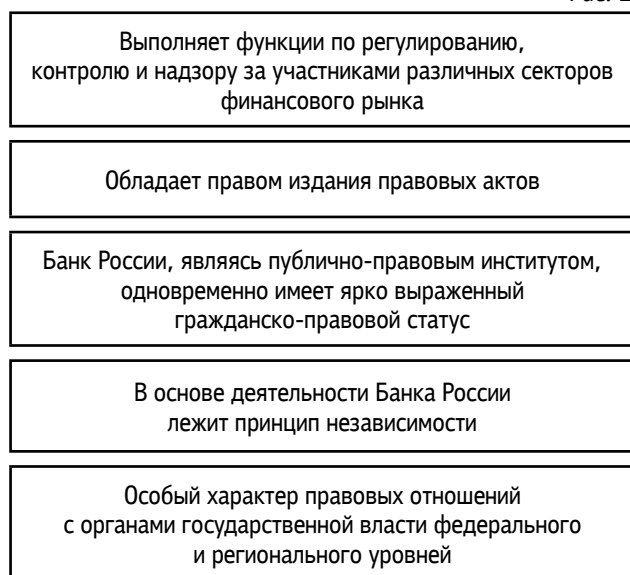 Выполняет функции по регулированию,
контролю и надзору за участниками различных секторов
финансового рынка
Обладает правом издания правовых актов
Банк России, являясь публично-правовым институтом,
одновременно имеет ярко выраженный
гражданско-правовой статус
В основе деятельности Банка России
лежит принцип независимости
Особый характер правовых отношений
с органами государственной власти федерального
и регионального уровней